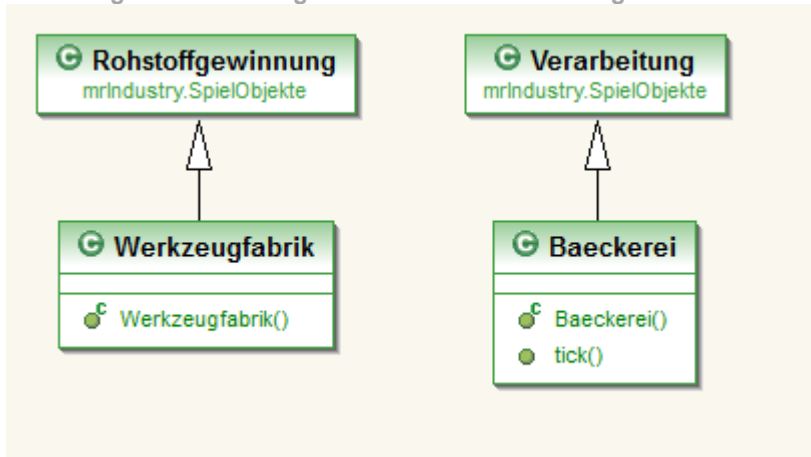 Rohstoffgewinnung
mrIndustry.SpielObjekte
Verarbeitung
mrIndustry.SpielObjekte
Werkzeugfabrik
Werkzeugfabrik()
Baeckerei
Baeckerei()
tick()